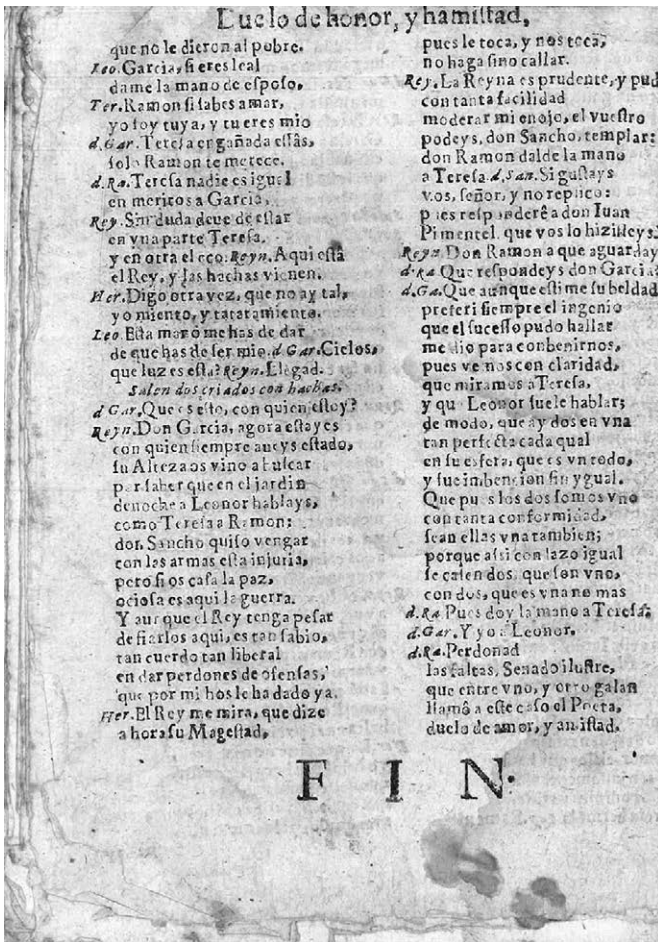 Duelo de honor, y hamistad,
que no le dieron al pobre.
Leo. Garcia, si eres leal
dame la mano de esposo,
Ter. Ramon si sabes amar,
yo soy tuya, y tu eres mio
d. Gar. Teresa engañada estâs,
solo Ramon te merece.
d. Ra. Teresa nadie es igual
en meritos a Garcia,
Rey. Sin duda deue de estar
en vna parte Teresa,
y en otra el eco. Reyn. Aqui està
el Rey, y las hachas vienen.
Her. Digo otra vez, que no ay tal,
yo miento, y tatatamiento.
Leo. Esta mano me has de dar
de que has de ser mio. d. Gar. Cielos,
que luz es esta? Reyn. Llegad.
Salen dos criados con hachas.
d Gar. Que es esto, con quien estoy?
Reyn. Don Garcia, agora estays
con quien siempre aueys estado,
su Alteza os vino a buscar
por saber que en el jardin
de noche a Leonor hablays,
como Teresa a Ramon:
don Sancho quiso vengar
con las armas esta injuria,
pero si os casa la paz,
ociosa es aqui la guerra.
Y aunque el Rey tenga pesar
de fiarlos aqui, es tan sabio,
tan cuerdo tan liberal
en dar perdones de ofensas,
que por mi hos le ha dado ya.
Her. El Rey me mira, que dize
ahora su Magestad,
pues le toca, y nos toca,
no haga sino callar.
Rey. La Reyna es prudente, y pud
con tanta facilidad
moderar mi enojo, el vuestro
podeys, don Sancho, templar:
don Ramon dalde la mano
a Teresa. d. San. Si gustays
vos, señor, y no replico:
pues responderê a don Iuan
Pimentel, que vos lo hizisteys.
Reyn. Don Ramon a que aguarday
d. Ra Que respondeys don Garcia?
d. Ga. Que aunque estime su beldad
preferi siempre el ingenio
que el sucesso pudo hallar
medio para conbenirnos,
pues vemos con claridad,
que miramos a Teresa,
y qu Leonor suele hablar;
de modo, que ay dos en vna
tan perfecta cada qual
en su esfera, que es vn todo,
y sue inbencion sin ygual.
Que pues los dos somos vno
con tanta conformidad,
sean ellas vna tambien;
porque assi con lazo igual
se casen dos, que son vno,
con dos, que es vna no mas
d. Ra Pues doy la mano a Teresa:
d. Gar. Y yo a Leonor.
d. Ra. Perdonad
las faltas, Senado ilustre,
que entre vno, y otro galan
llamô a este caso el Poeta,
duelo de amor, y amistad.
FIN.